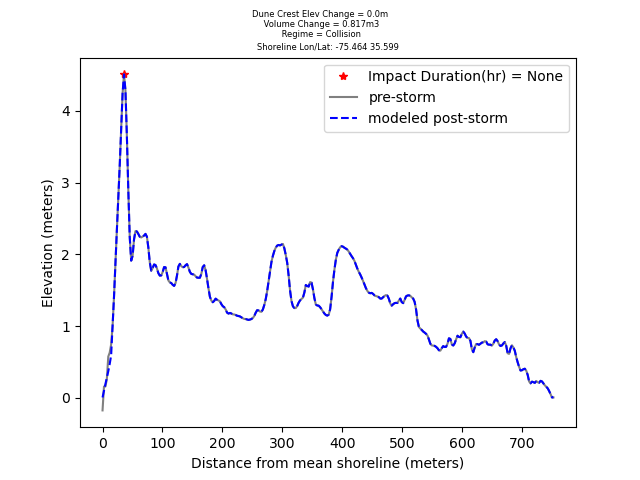 Dune Crest Elev Change = 0.0m
Volume Change = 0.817m3
Regime = Collision
Shoreline Lon/Lat: -75.464 35.599
Impact Duration(hr) = None
pre-storm
modeled post-storm
Elevation (meters)
4
3
2
1
0
0 100 200 300 400 500 600 700
Distance from mean shoreline (meters)